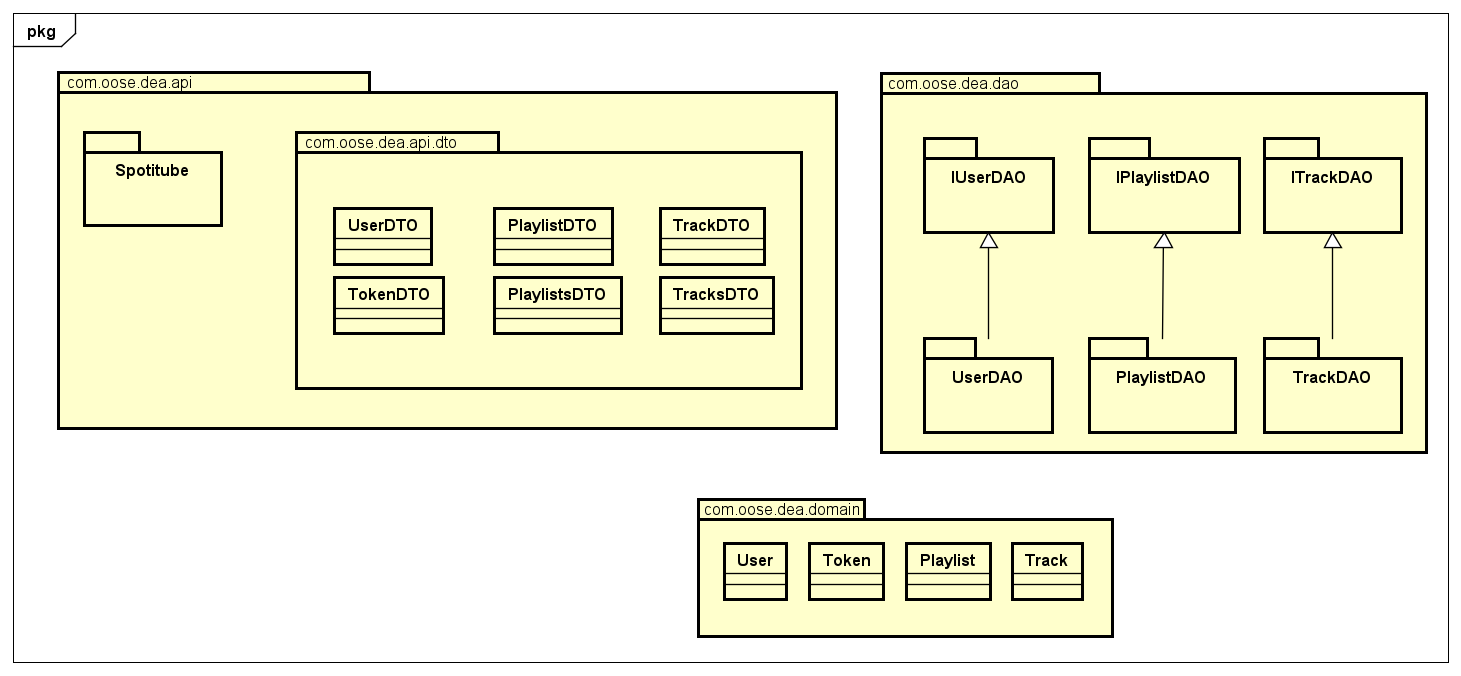 pkg
com.oose.dea.api
Spotitube
com.oose.dea.api.dto
UserDTO
PlaylistDTO
TrackDTO
TokenDTO
PlaylistsDTO
TracksDTO
com.oose.dea.dao
IUserDAO
IPlaylistDAO
ITrackDAO
UserDAO
PlaylistDAO
TrackDAO
com.oose.dea.domain
User
Token
Playlist
Track